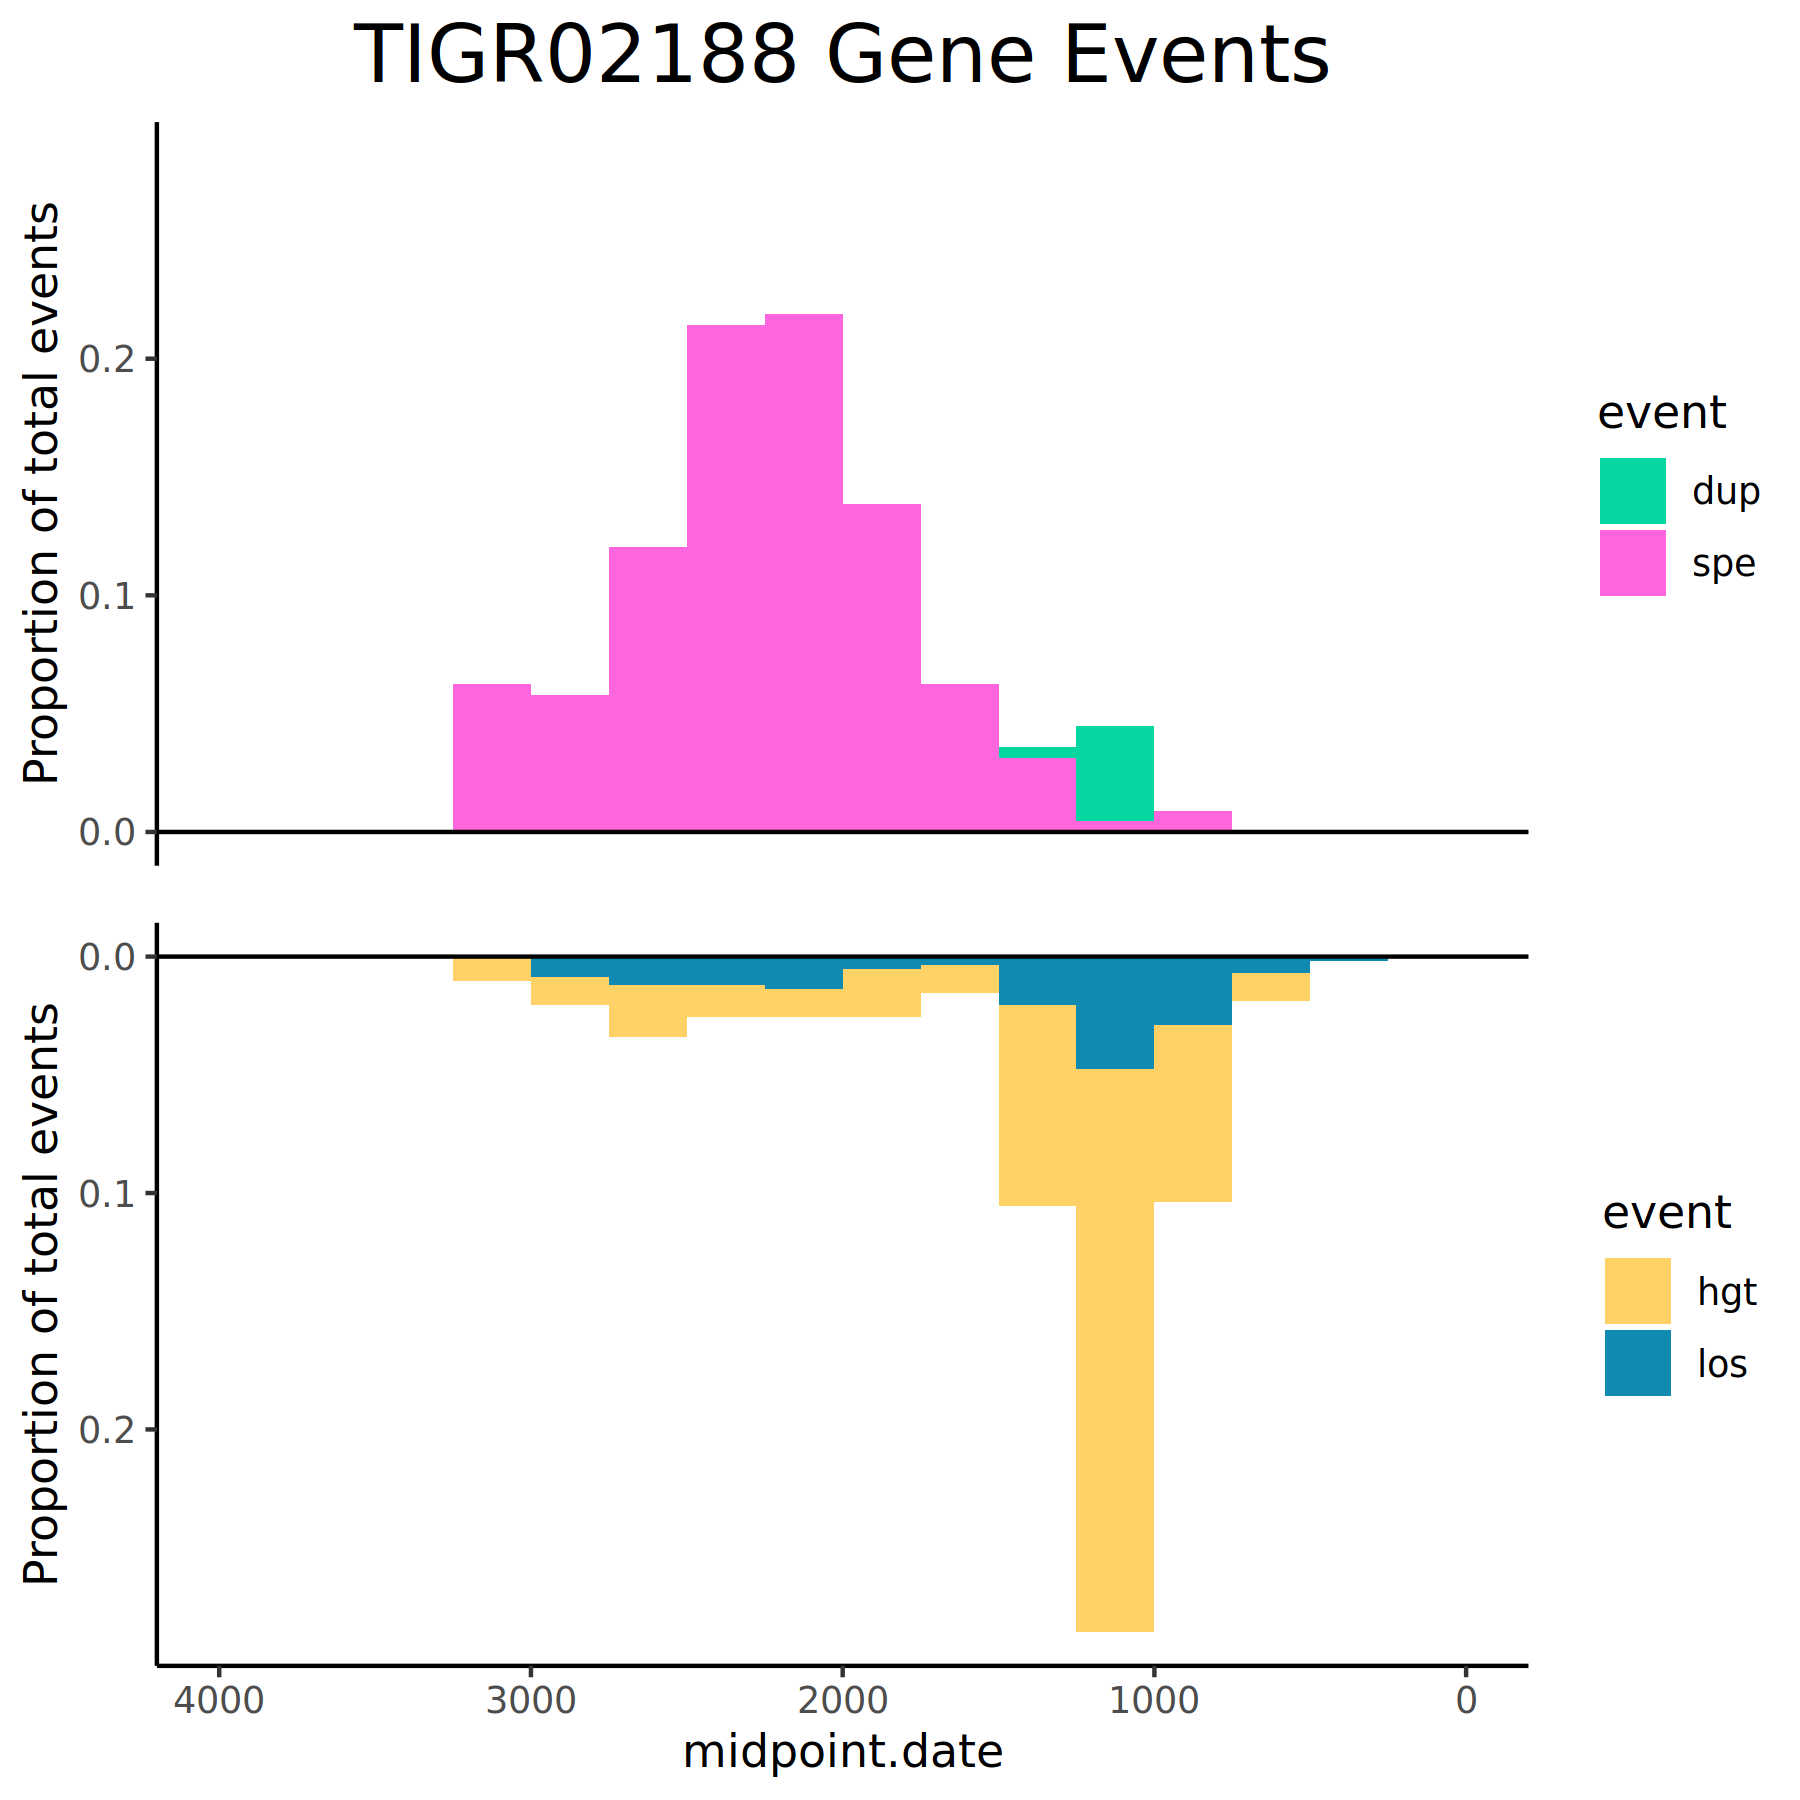 TIGR02188 Gene Events
Proportion of total events
0.2
0.1
0.0
event
dup
spe
Proportion of total events
0.0
0.1
0.2
event
hgt
los
4000 3000 2000 1000 0
midpoint.date